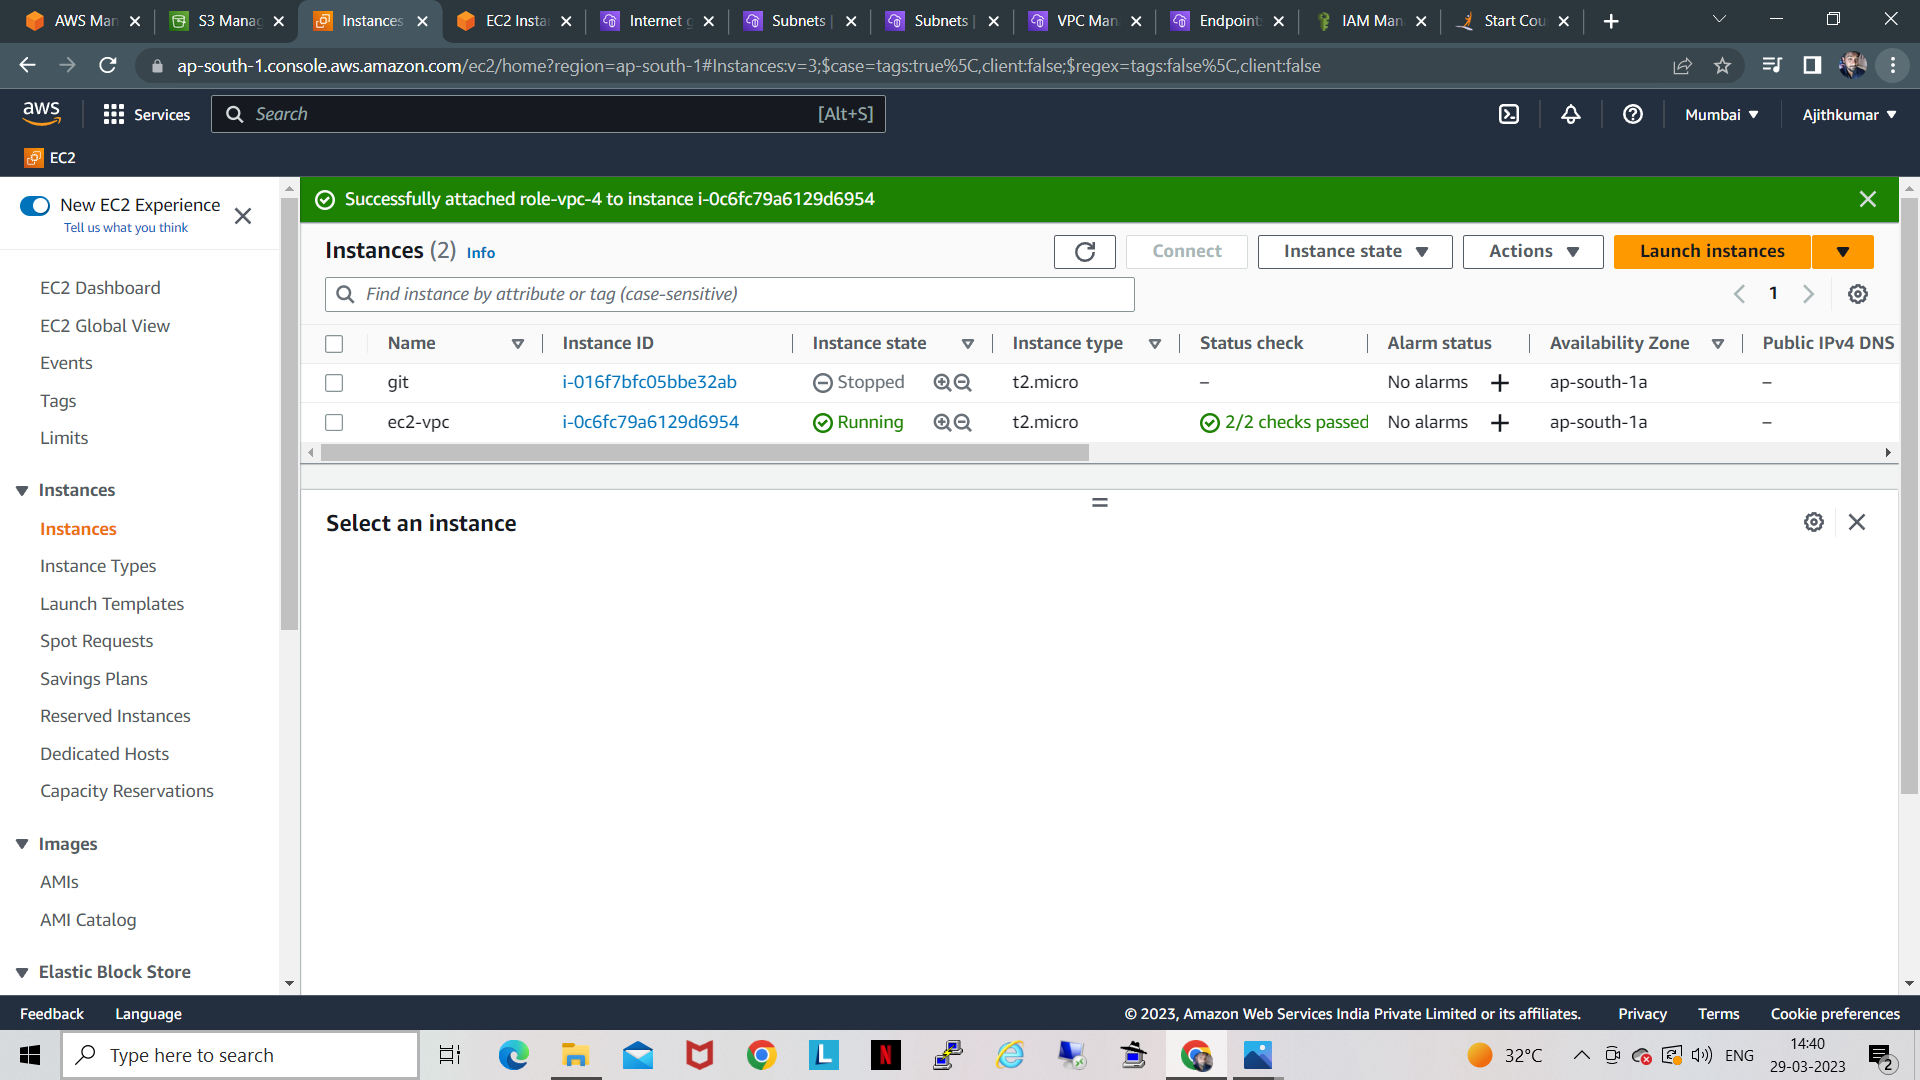 AWS Man
S3 Manag
Instances
EC2 Insta
Internet g
Subnets |
Subnets |
VPC Man
Endpoint
IAM Man
Start Cou
ap-south-1.console.aws.amazon.com/ec2/home?region=ap-south-1#Instances:v=3;$case=tags:true%5C,client:false;$regex=tags:false%5C,client:false
aws
Services
Search
[Alt+S]
Mumbai
Ajithkumar
EC2
New EC2 Experience
Tell us what you think
EC2 Dashboard
EC2 Global View
Events
Tags
Limits
Instances
Instances
Instance Types
Launch Templates
Spot Requests
Savings Plans
Reserved Instances
Dedicated Hosts
Capacity Reservations
Images
AMIs
AMI Catalog
Elastic Block Store
Successfully attached role-vpc-4 to instance i-0c6fc79a6129d6954
Instances (2) Info
Connect
Instance state
Actions
Launch instances
Find instance by attribute or tag (case-sensitive)
1
Name Instance ID Instance state Instance type Status check Alarm status Availability Zone Public IPv4 DNS
git i-016f7bfc05bbe32ab Stopped t2.micro – No alarms + ap-south-1a –
ec2-vpc i-0c6fc79a6129d6954 Running t2.micro 2/2 checks passed No alarms + ap-south-1a –
Select an instance
Feedback Language © 2023, Amazon Web Services India Private Limited or its affiliates. Privacy Terms Cookie preferences
Type here to search
L
N
32°C
ENG
14:40
29-03-2023
2